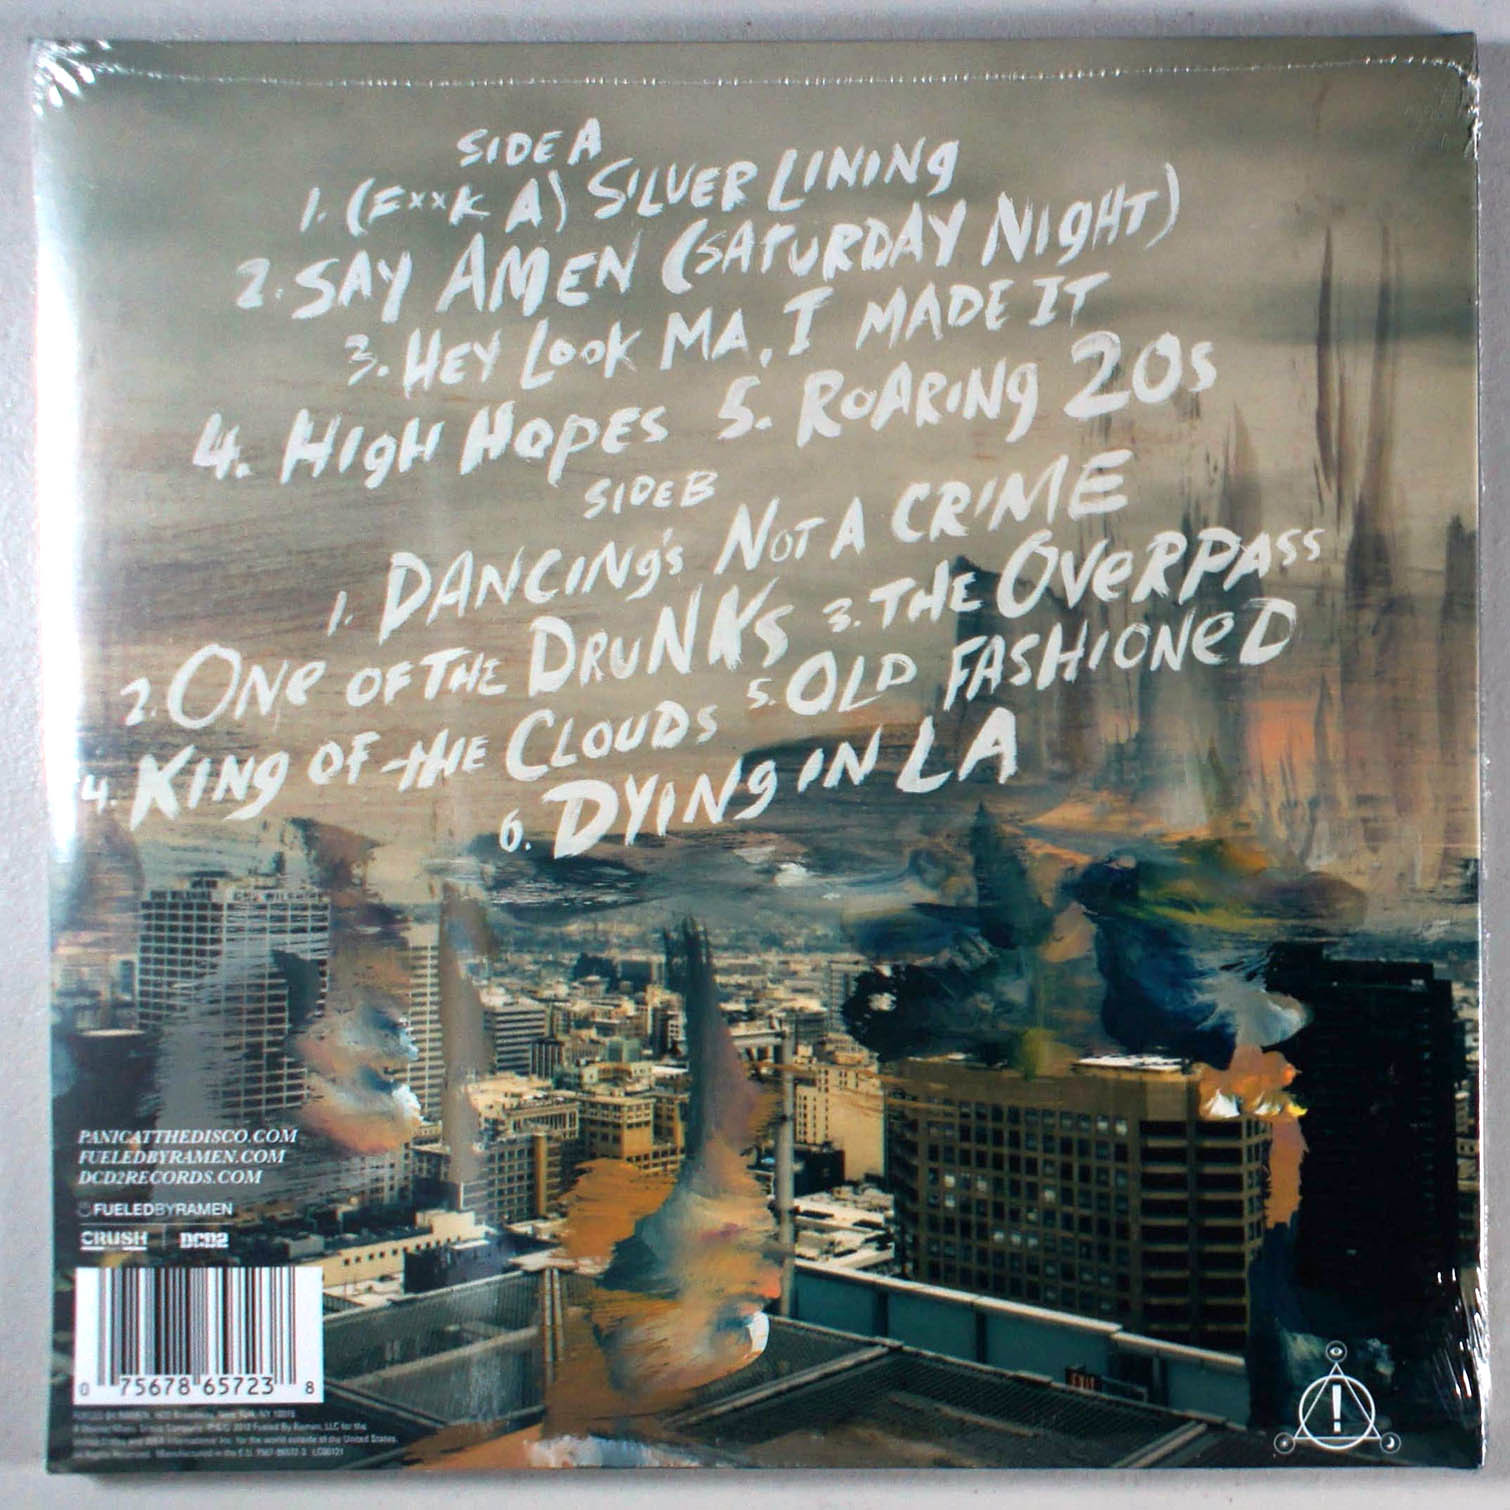 SIDE A
1. (F**K A) SILVER LINING
2. SAY AMEN (SATURDAY NIGHT)
3. HEY LOOK MA, I MADE IT
4. HIGH HOPES 5. ROARING 20s
SIDE B
1. DANCING's NOT A CRIME
2. ONe OF THE DRUNKS 3. THE OVeRPASS
4. KING OF THE CLOUDS 5. OLD FASHIONeD
6. DYING IN LA
PANICATTHEDISCO.COM
FUELEDBYRAMEN.COM
DCD2RECORDS.COM
FUELEDBYRAMEN
CRUSH | DCD2
0 75678 65723 8
EXIT
!